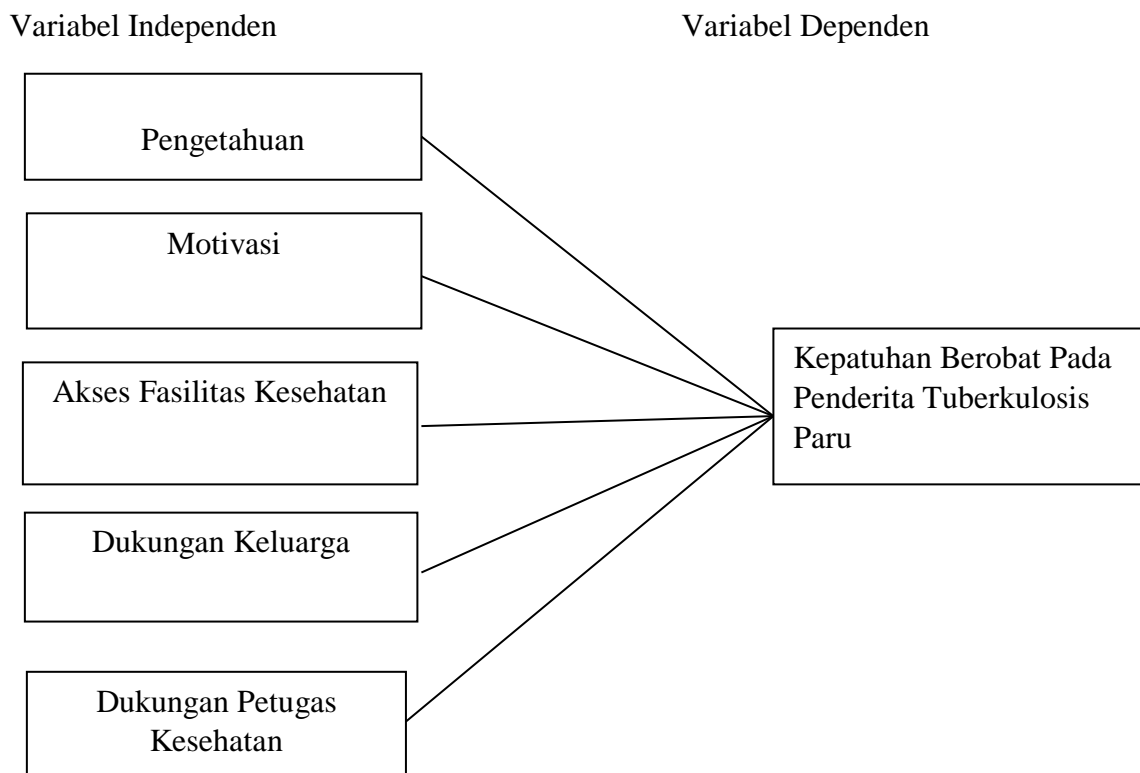 Variabel Independen
Variabel Dependen
Pengetahuan
Motivasi
Akses Fasilitas Kesehatan
Dukungan Keluarga
Dukungan Petugas
Kesehatan
Kepatuhan Berobat Pada
Penderita Tuberkulosis
Paru